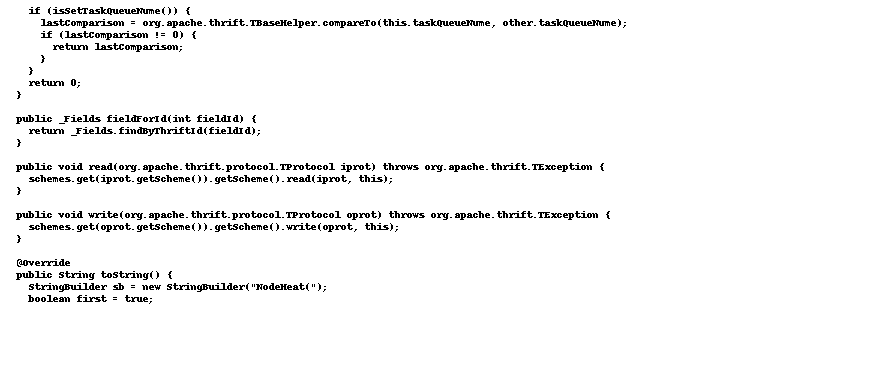 if (isSetTaskQueueNume()) {
lastComparison = org.apache.thrift.TBaseHelper.compareTo(this.taskQueueNume, other.taskQueueNume);
if (lastComparison != 0) {
return lastComparison;
}
}
return 0;
}
public _Fields fieldForId(int fieldId) {
return _Fields.findByThriftId(fieldId);
}
public void read(org.apache.thrift.protocol.TProtocol iprot) throws org.apache.thrift.TException {
schemes.get(iprot.getScheme()).getScheme().read(iprot, this);
}
public void write(org.apache.thrift.protocol.TProtocol oprot) throws org.apache.thrift.TException {
schemes.get(oprot.getScheme()).getScheme().write(oprot, this);
}
@Override
public String toString() {
StringBuilder sb = new StringBuilder("NodeHeat(");
boolean first = true;